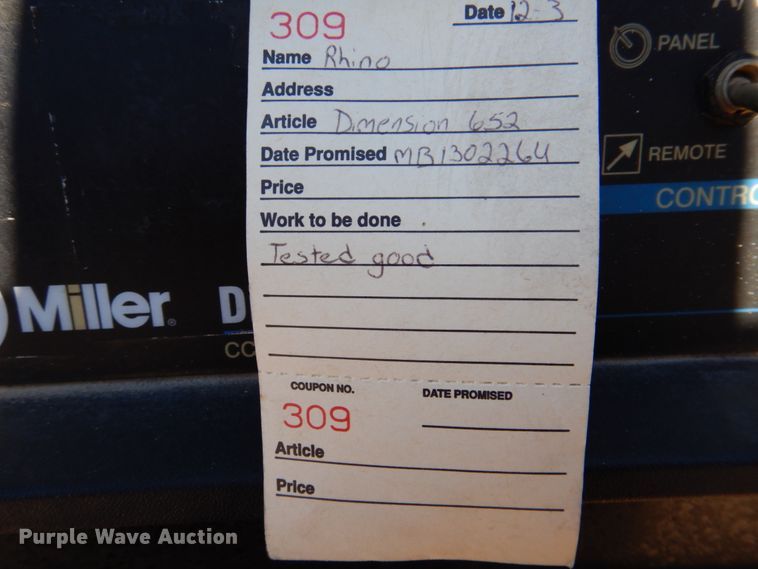 309
Date 12-3
Name Rhino
Address
Article Dimension 652
Date Promised MB130226U
Price
Work to be done
Tested good
COUPON NO.
DATE PROMISED
309
Article
Price
PANEL
REMOTE
CONTRO
Miller®
D
CO
Purple Wave Auction